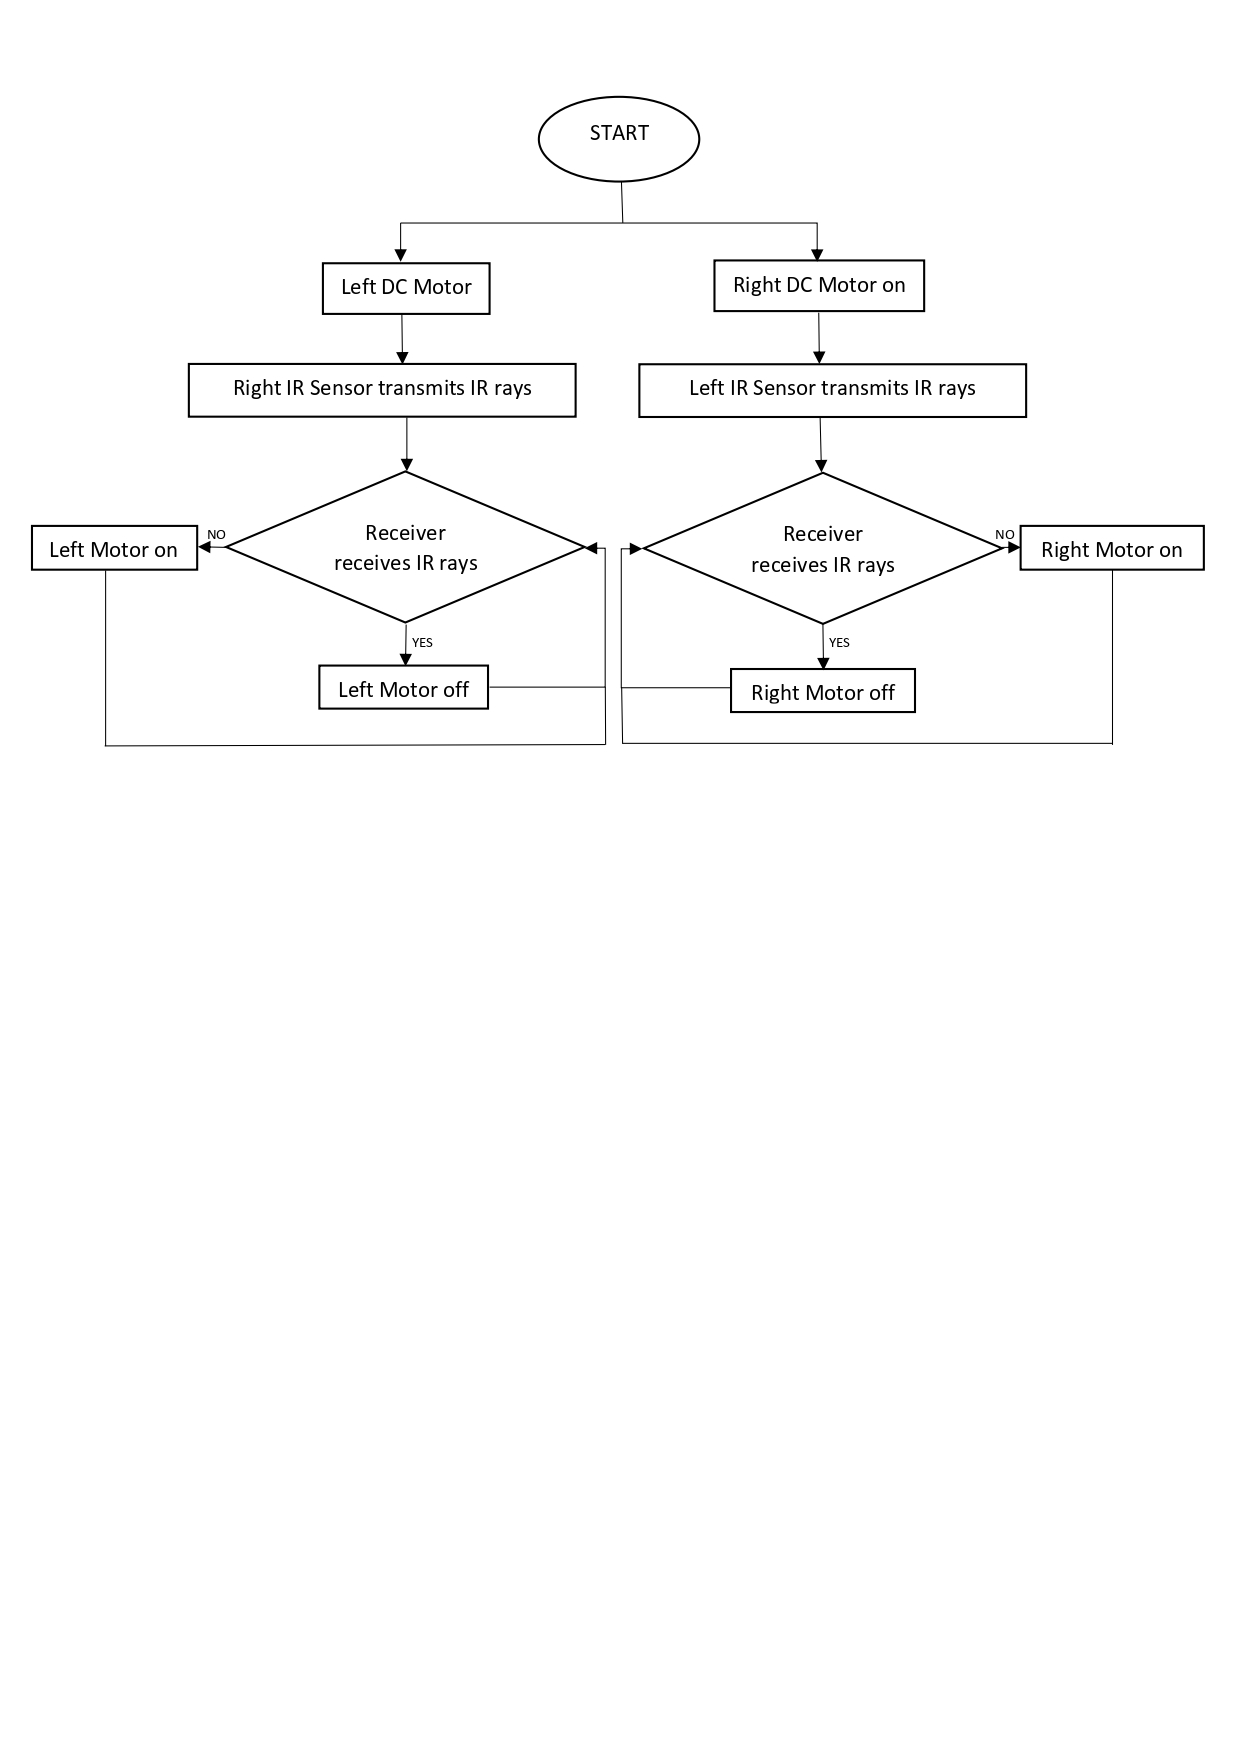 START
Left DC Motor
Right DC Motor on
Right IR Sensor transmits IR rays
Left IR Sensor transmits IR rays
Receiver
receives IR rays
NO
Left Motor on
YES
Left Motor off
Receiver
receives IR rays
NO
Right Motor on
YES
Right Motor off